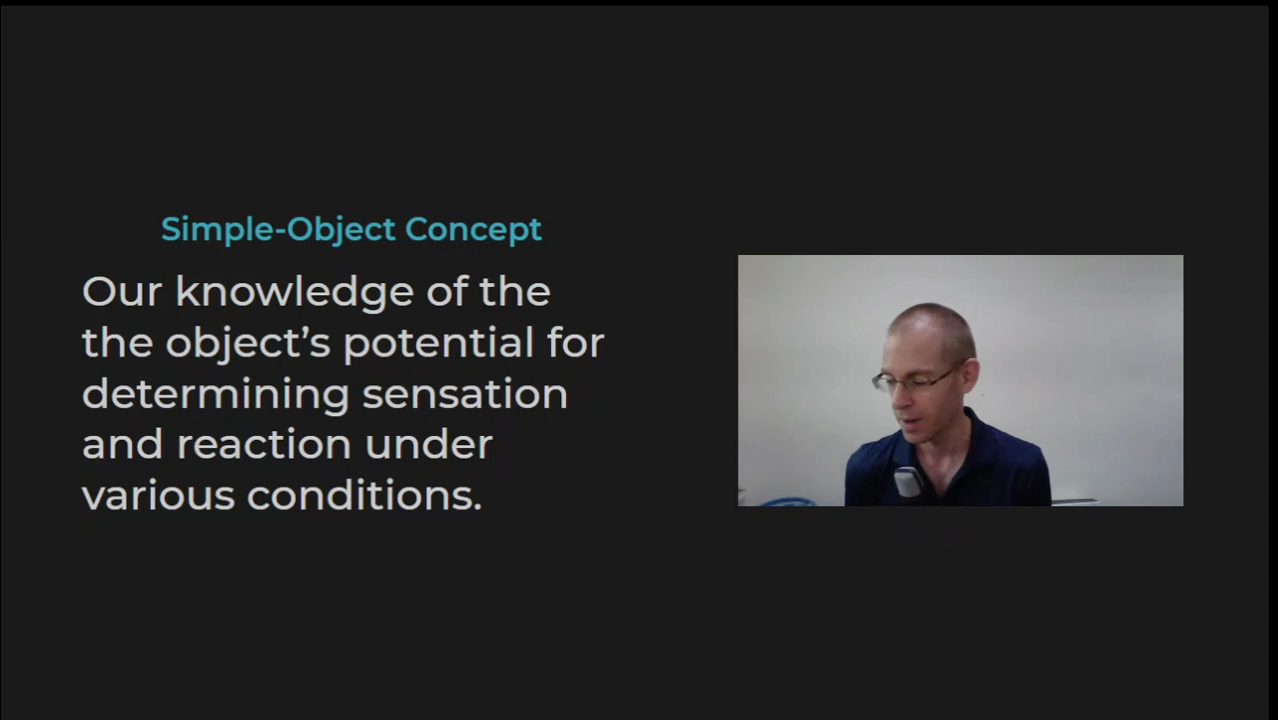 Simple-Object Concept
Our knowledge of the
the object’s potential for
determining sensation
and reaction under
various conditions.